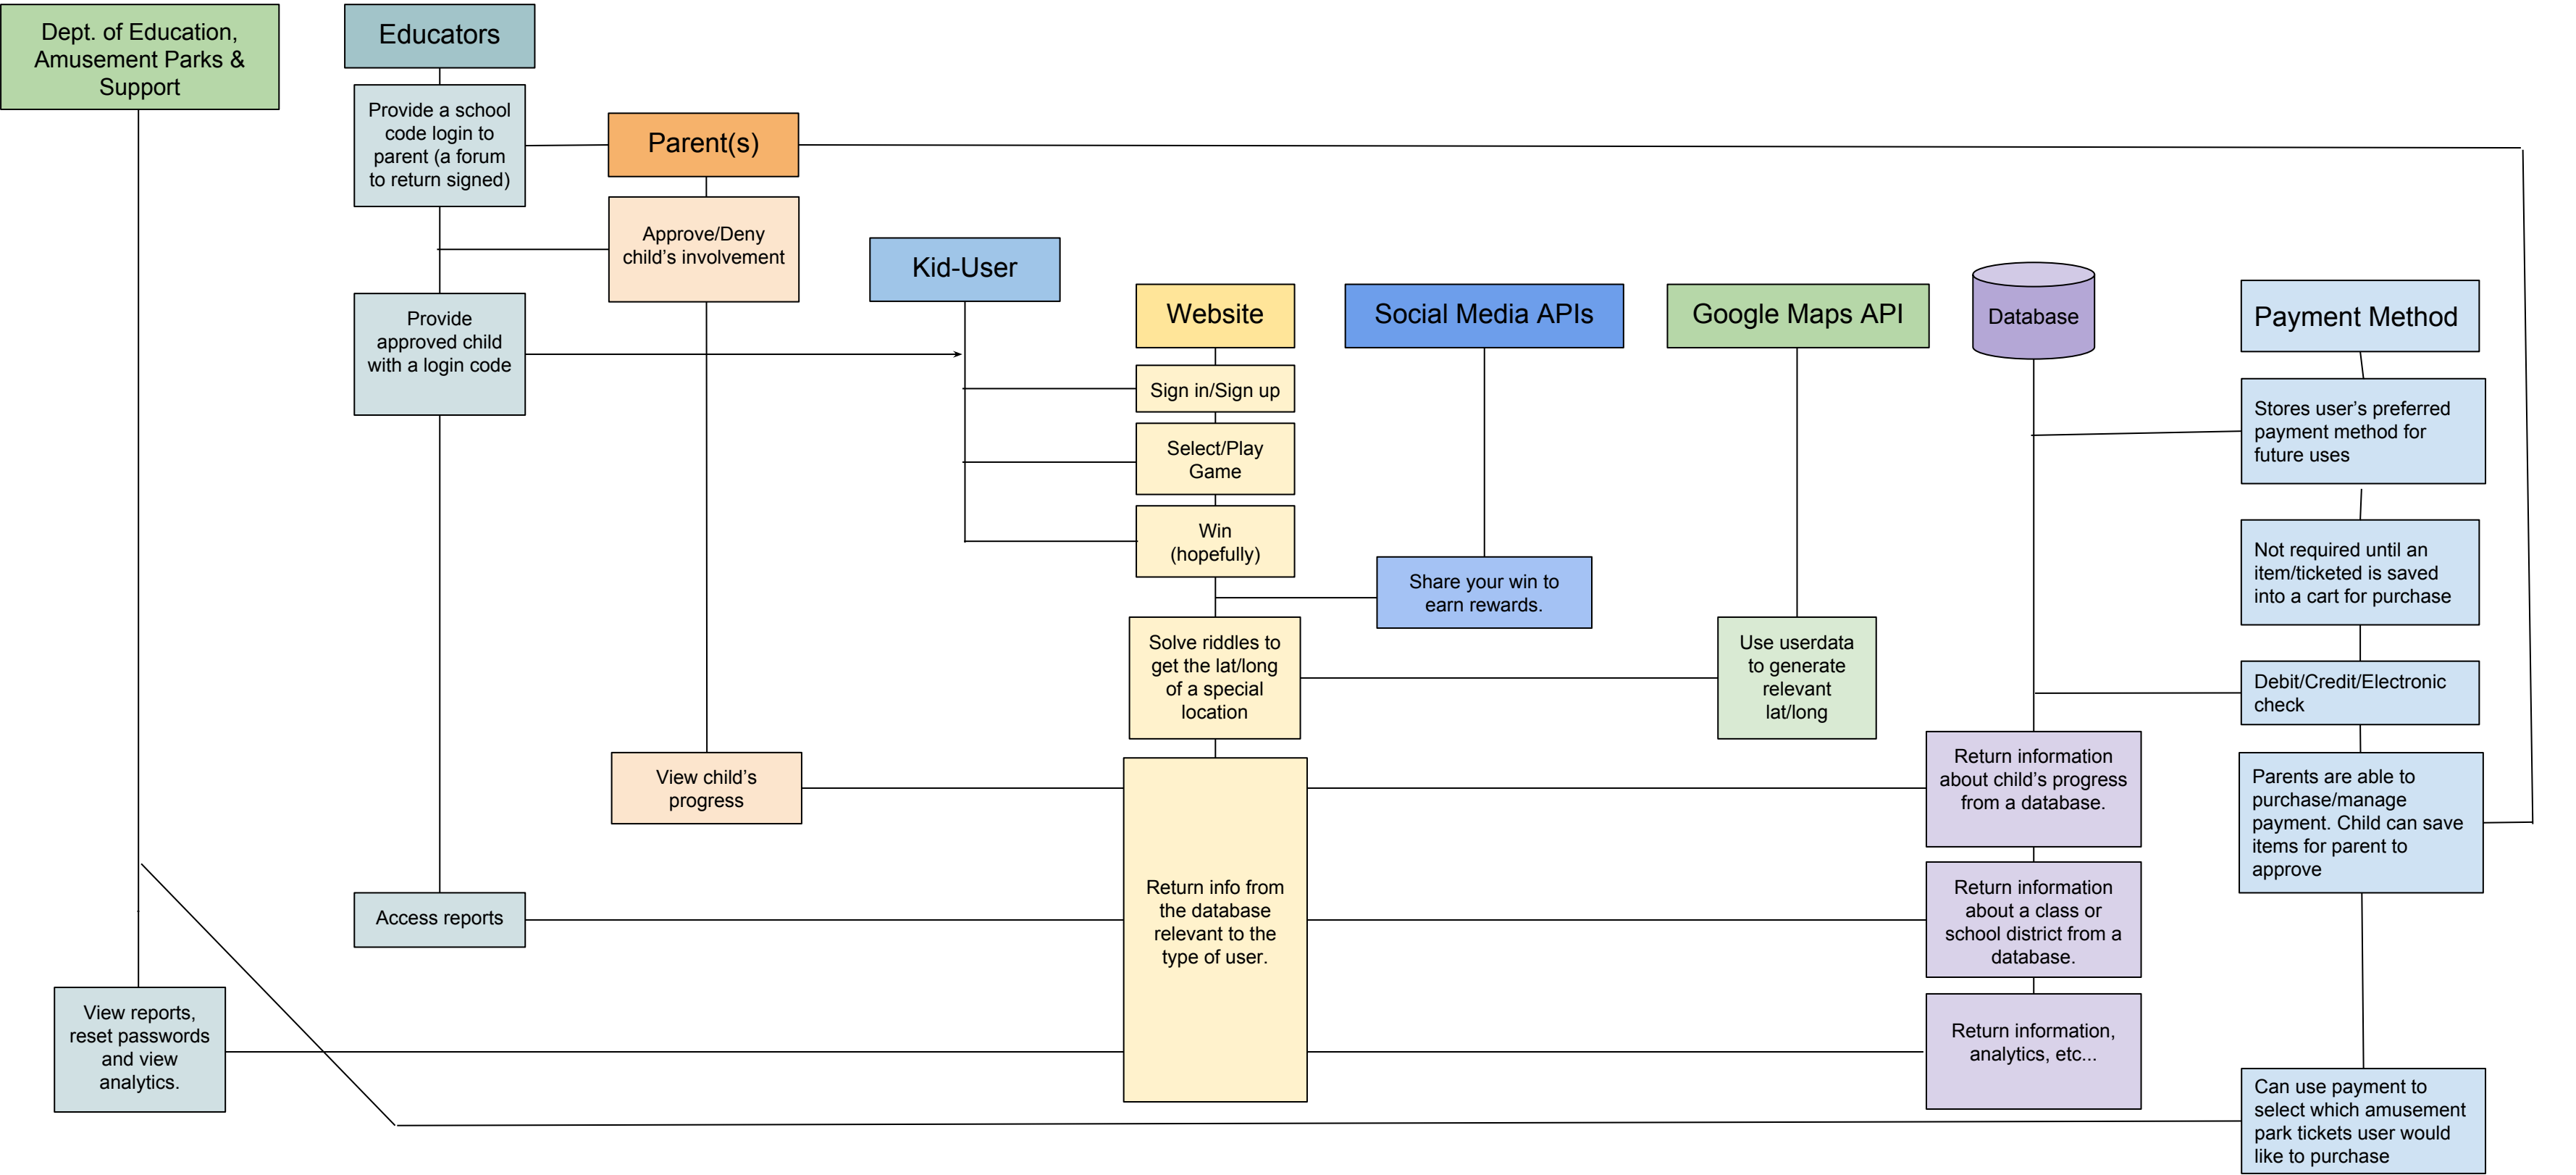 Dept. of Education,
Amusement Parks &
Support
Educators
Provide a school
code login to
parent (a forum
to return signed)
Parent(s)
Approve/Deny
child's involvement
Provide
approved child
with a login code
Kid-User
Website
Social Media APIs
Google Maps API
Database
Payment Method
Sign in/Sign up
Select/Play
Game
Win
(hopefully)
Share your win to
earn rewards.
Solve riddles to
get the lat/long
of a special
location
Use userdata
to generate
relevant
lat/long
Stores user's preferred
payment method for
future uses
Not required until an
item/ticketed is saved
into a cart for purchase
Debit/Credit/Electronic
check
View child's
progress
Return information
about child's progress
from a database.
Parents are able to
purchase/manage
payment. Child can save
items for parent to
approve
Access reports
Return info from
the database
relevant to the
type of user.
Return information
about a class or
school district from a
database.
View reports,
reset passwords
and view
analytics.
Return information,
analytics, etc...
Can use payment to
select which amusement
park tickets user would
like to purchase